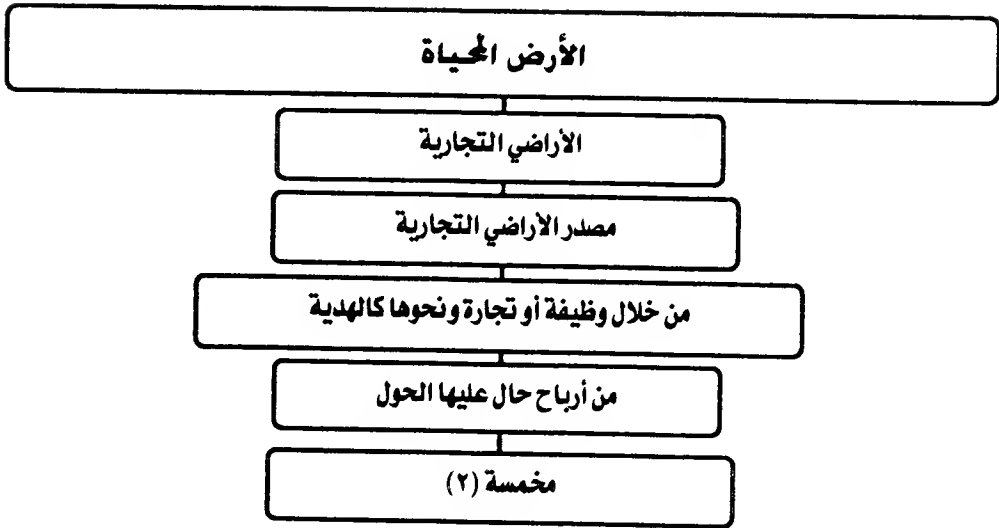 الأرض المحياة
الأراضي التجارية
مصدر الأراضي التجارية
من خلال وظيفة أو تجارة ونحوها كالهدية
من أرباح حال عليها الحول
مخمسة (٢)